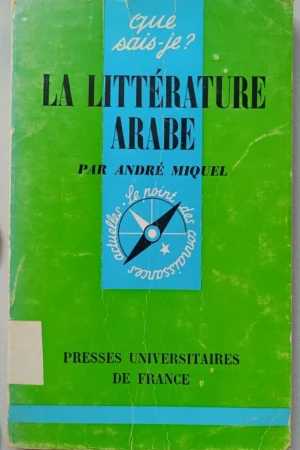 que
sais-je?
LA LITTÉRATURE
ARABE
PAR ANDRÉ MIQUEL
Le point des connaissances actuelles
PRESSES UNIVERSITAIRES
DE FRANCE